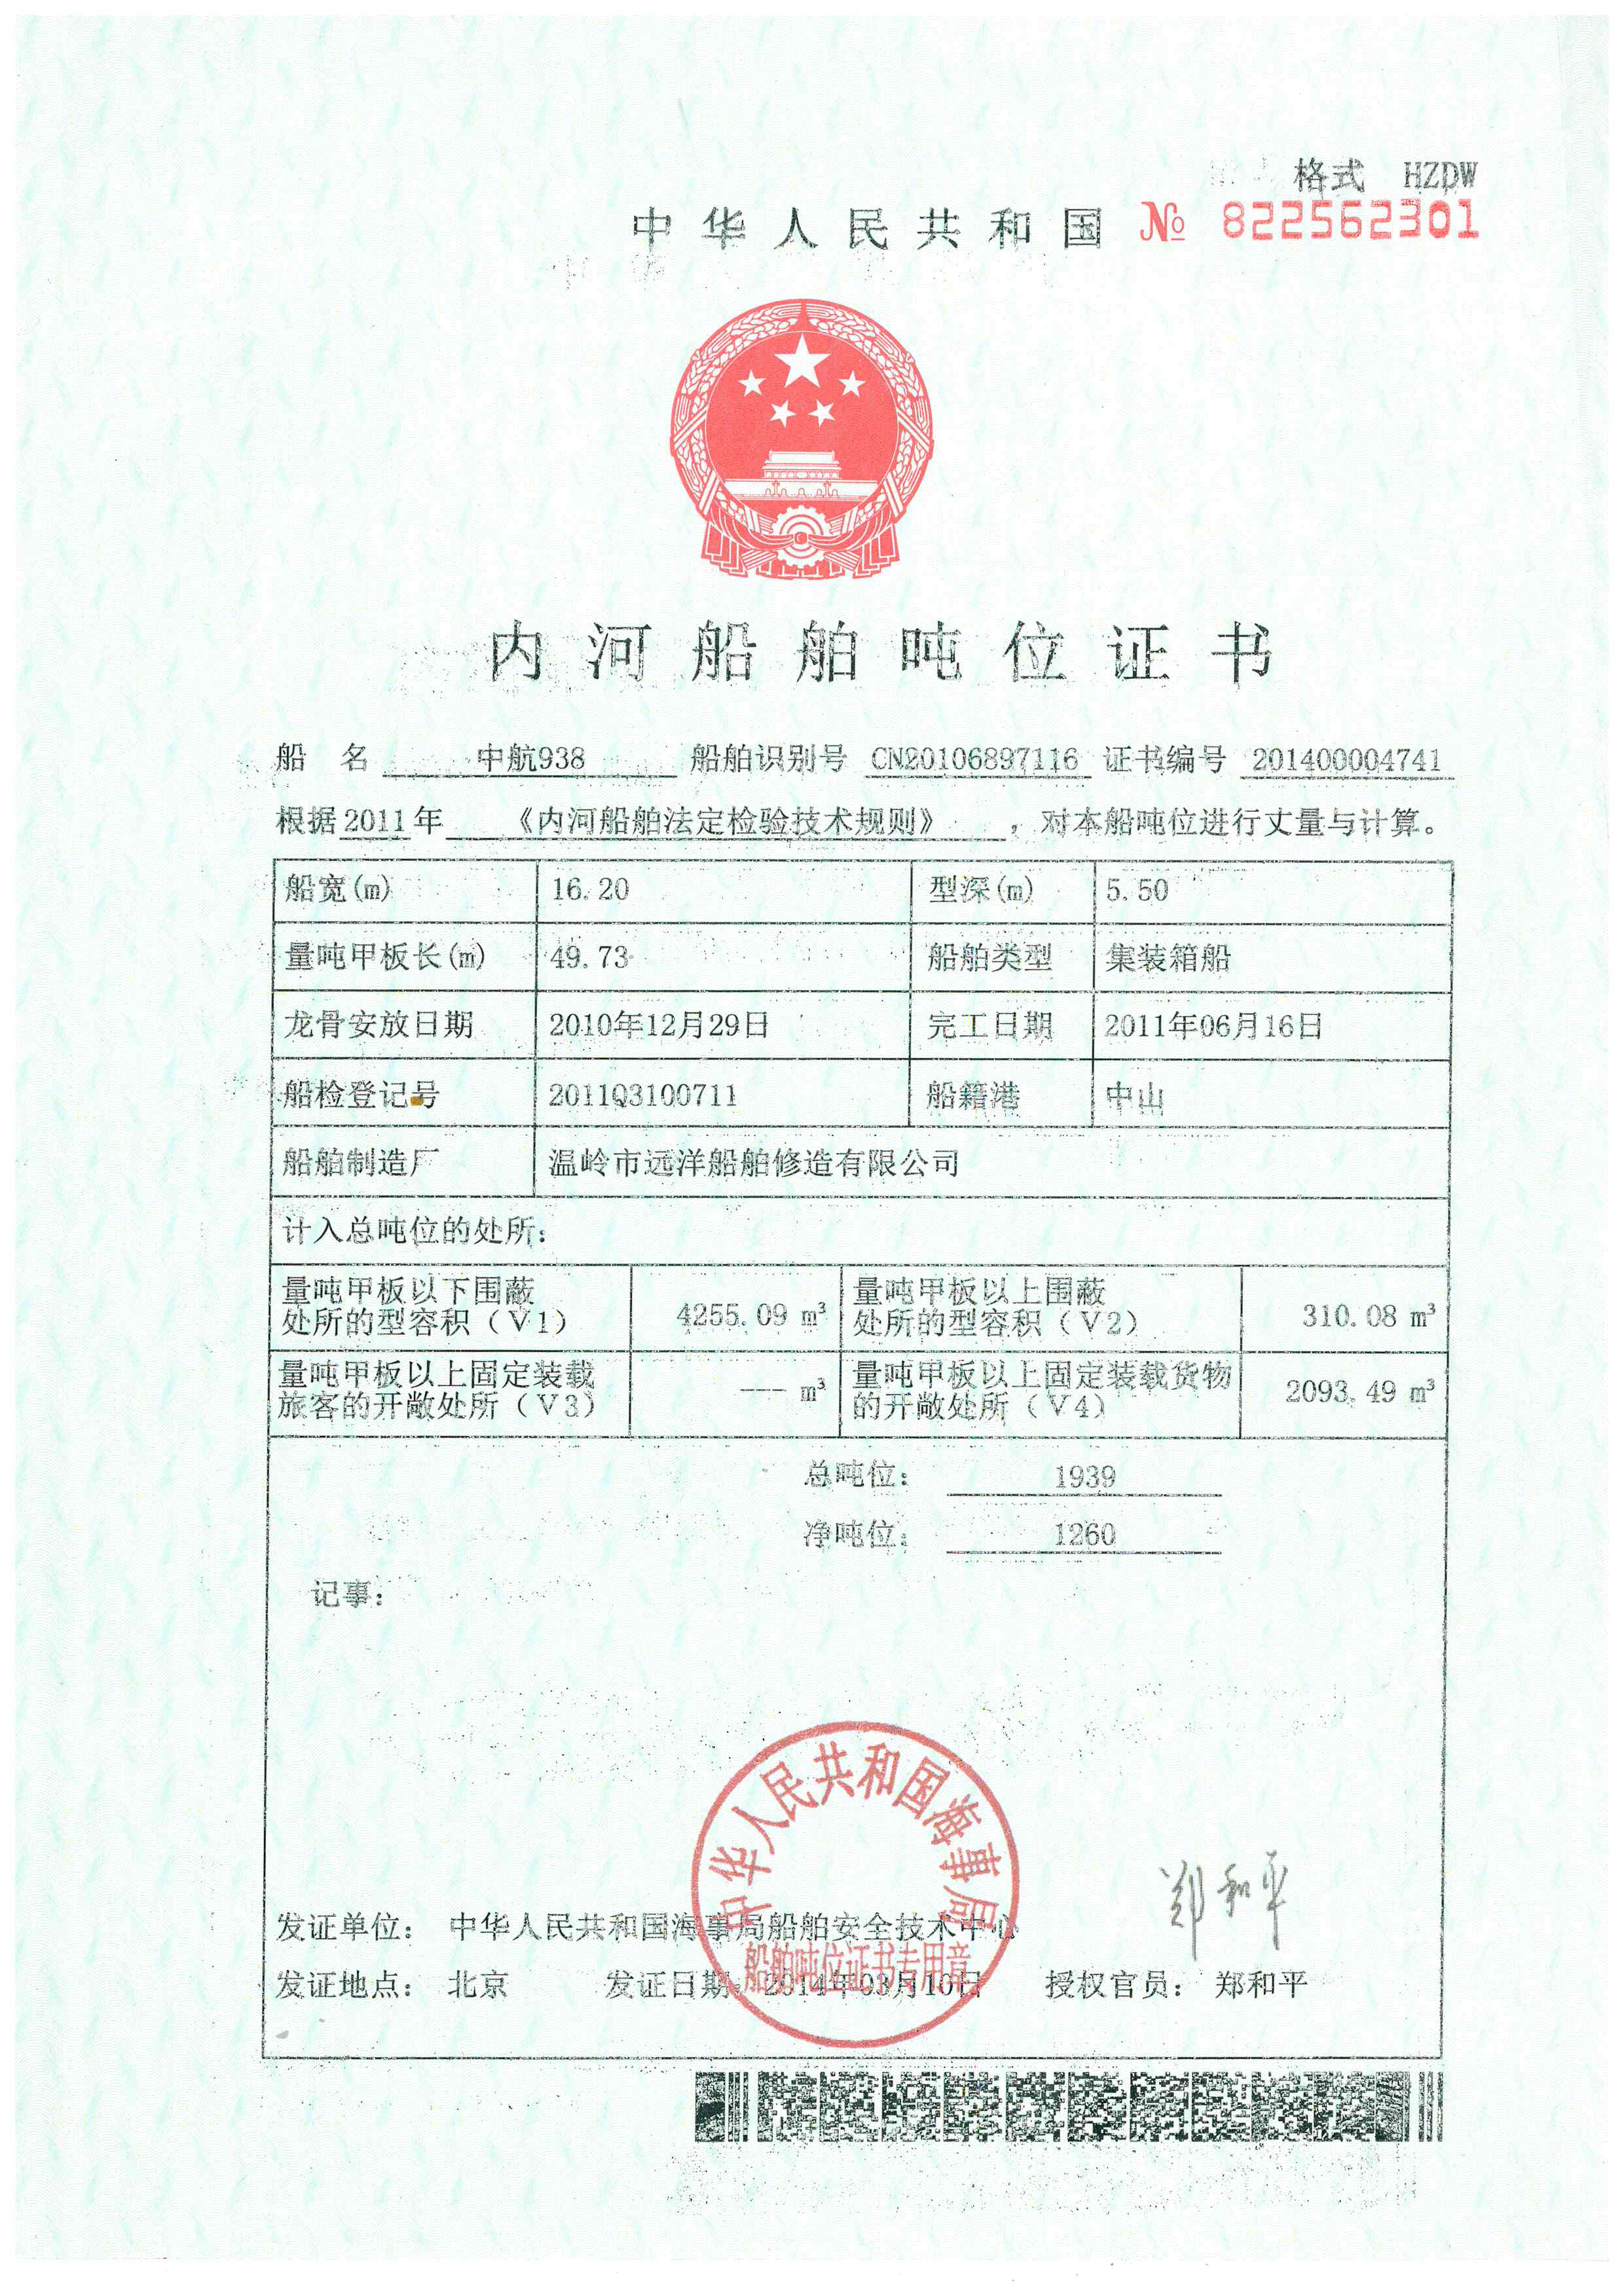 格式 HZDW
中华人民共和国 № 822562301
内河船舶吨位证书
船 名 中航938 船舶识别号 CN20106897116 证书编号 201400004741
根据2011年 《内河船舶法定检验技术规则》 ，对本船吨位进行丈量与计算。
船宽(m) 16.20 型深(m) 5.50
量吨甲板长(m) 49.73 船舶类型 集装箱船
龙骨安放日期 2010年12月29日 完工日期 2011年06月16日
船检登记号 2011Q3100711 船籍港 中山
船舶制造厂 温岭市远洋船舶修造有限公司
计入总吨位的处所：
量吨甲板以下围蔽
处所的型容积（V1） 4255.09 m³
量吨甲板以上围蔽
处所的型容积（V2） 310.08 m³
量吨甲板以上固定装载
旅客的开敞处所（V3） --- m³
量吨甲板以上固定装载货物
的开敞处所（V4） 2093.49 m³
总吨位： 1939
净吨位： 1260
记事：
中华人民共和国海事局
郑和平
发证单位： 中华人民共和国海事局船舶安全技术中心
船舶吨位证书专用章
发证地点： 北京 发证日期：2014年03月10日 授权官员： 郑和平